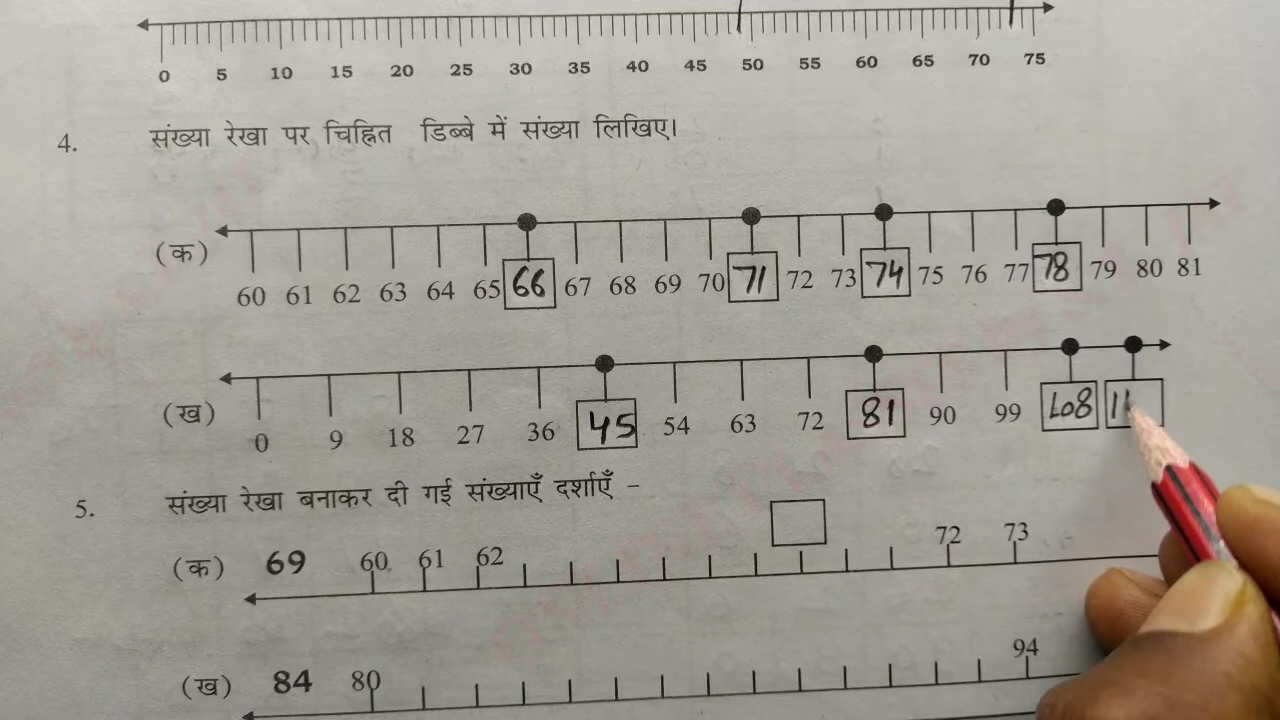 0 5 10 15 20 25 30 35 40 45 50 55 60 65 70 75
4. संख्या रेखा पर चिह्नित डिब्बे में संख्या लिखिए।
(क) 60 61 62 63 64 65 66 67 68 69 70 71 72 73 74 75 76 77 78 79 80 81
(ख) 0 9 18 27 36 45 54 63 72 81 90 99 108 11
5. संख्या रेखा बनाकर दी गई संख्याएँ दर्शाएँ –
(क) 69 60 61 62 72 73
(ख) 84 80 94